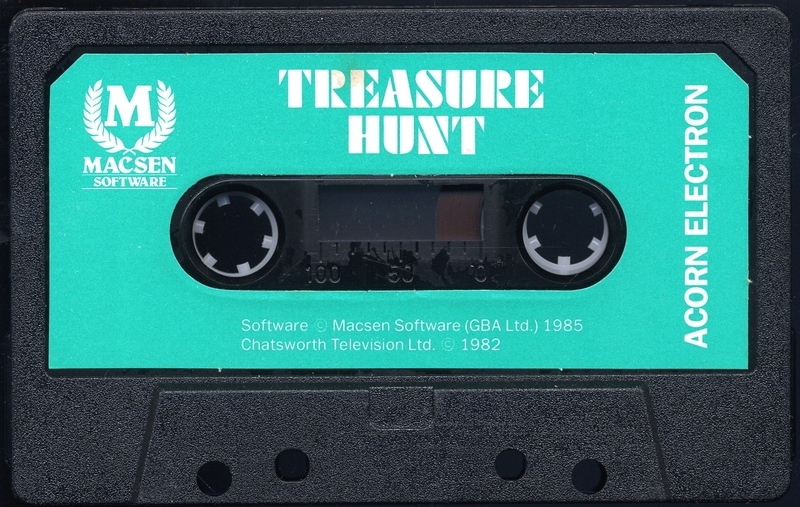 TREASURE
HUNT
M
MACSEN
SOFTWARE
ACORN ELECTRON
100 50 0
Software © Macsen Software (GBA Ltd.) 1985
Chatsworth Television Ltd. © 1982